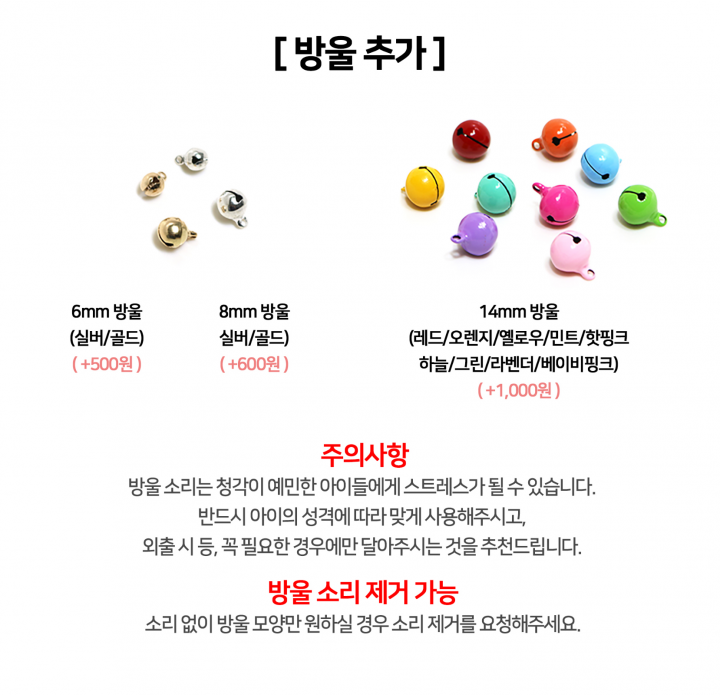 [ 방울 추가 ]
6mm 방울
(실버/골드)
( +500원 )
8mm 방울
실버/골드)
( +600원 )
14mm 방울
(레드/오렌지/옐로우/민트/핫핑크
하늘/그린/라벤더/베이비핑크)
( +1,000원 )
주의사항
방울 소리는 청각이 예민한 아이들에게 스트레스가 될 수 있습니다.
반드시 아이의 성격에 따라 맞게 사용해주시고,
외출 시 등, 꼭 필요한 경우에만 달아주시는 것을 추천드립니다.
방울 소리 제거 가능
소리 없이 방울 모양만 원하실 경우 소리 제거를 요청해주세요.